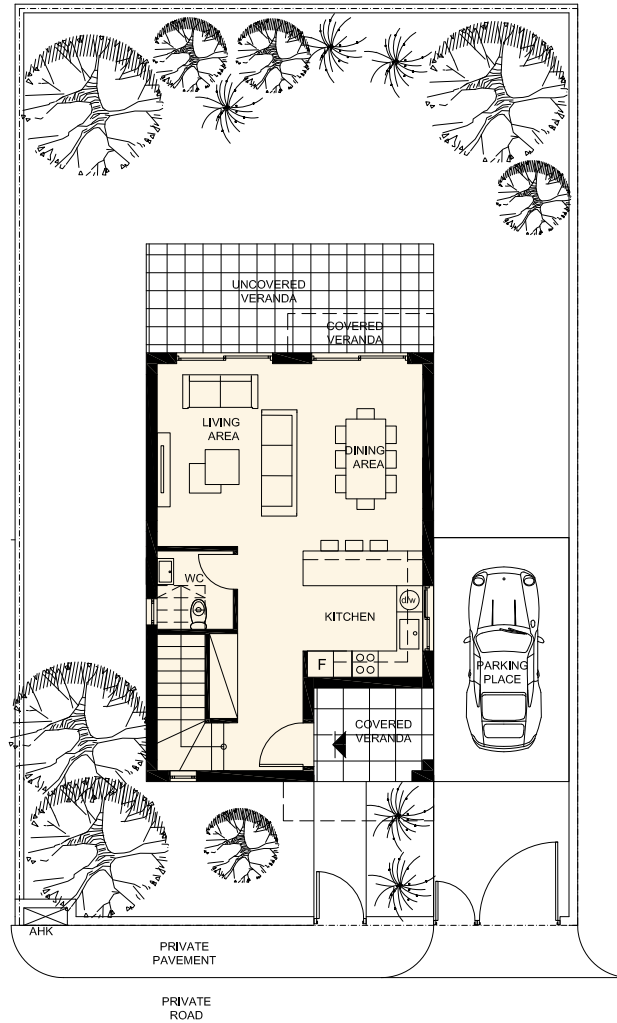 UNCOVERED
VERANDA
COVERED
VERANDA
LIVING
AREA
DINING
AREA
WC
d/w
KITCHEN
F
PARKING
PLACE
COVERED
VERANDA
AHK
PRIVATE
PAVEMENT
PRIVATE
ROAD